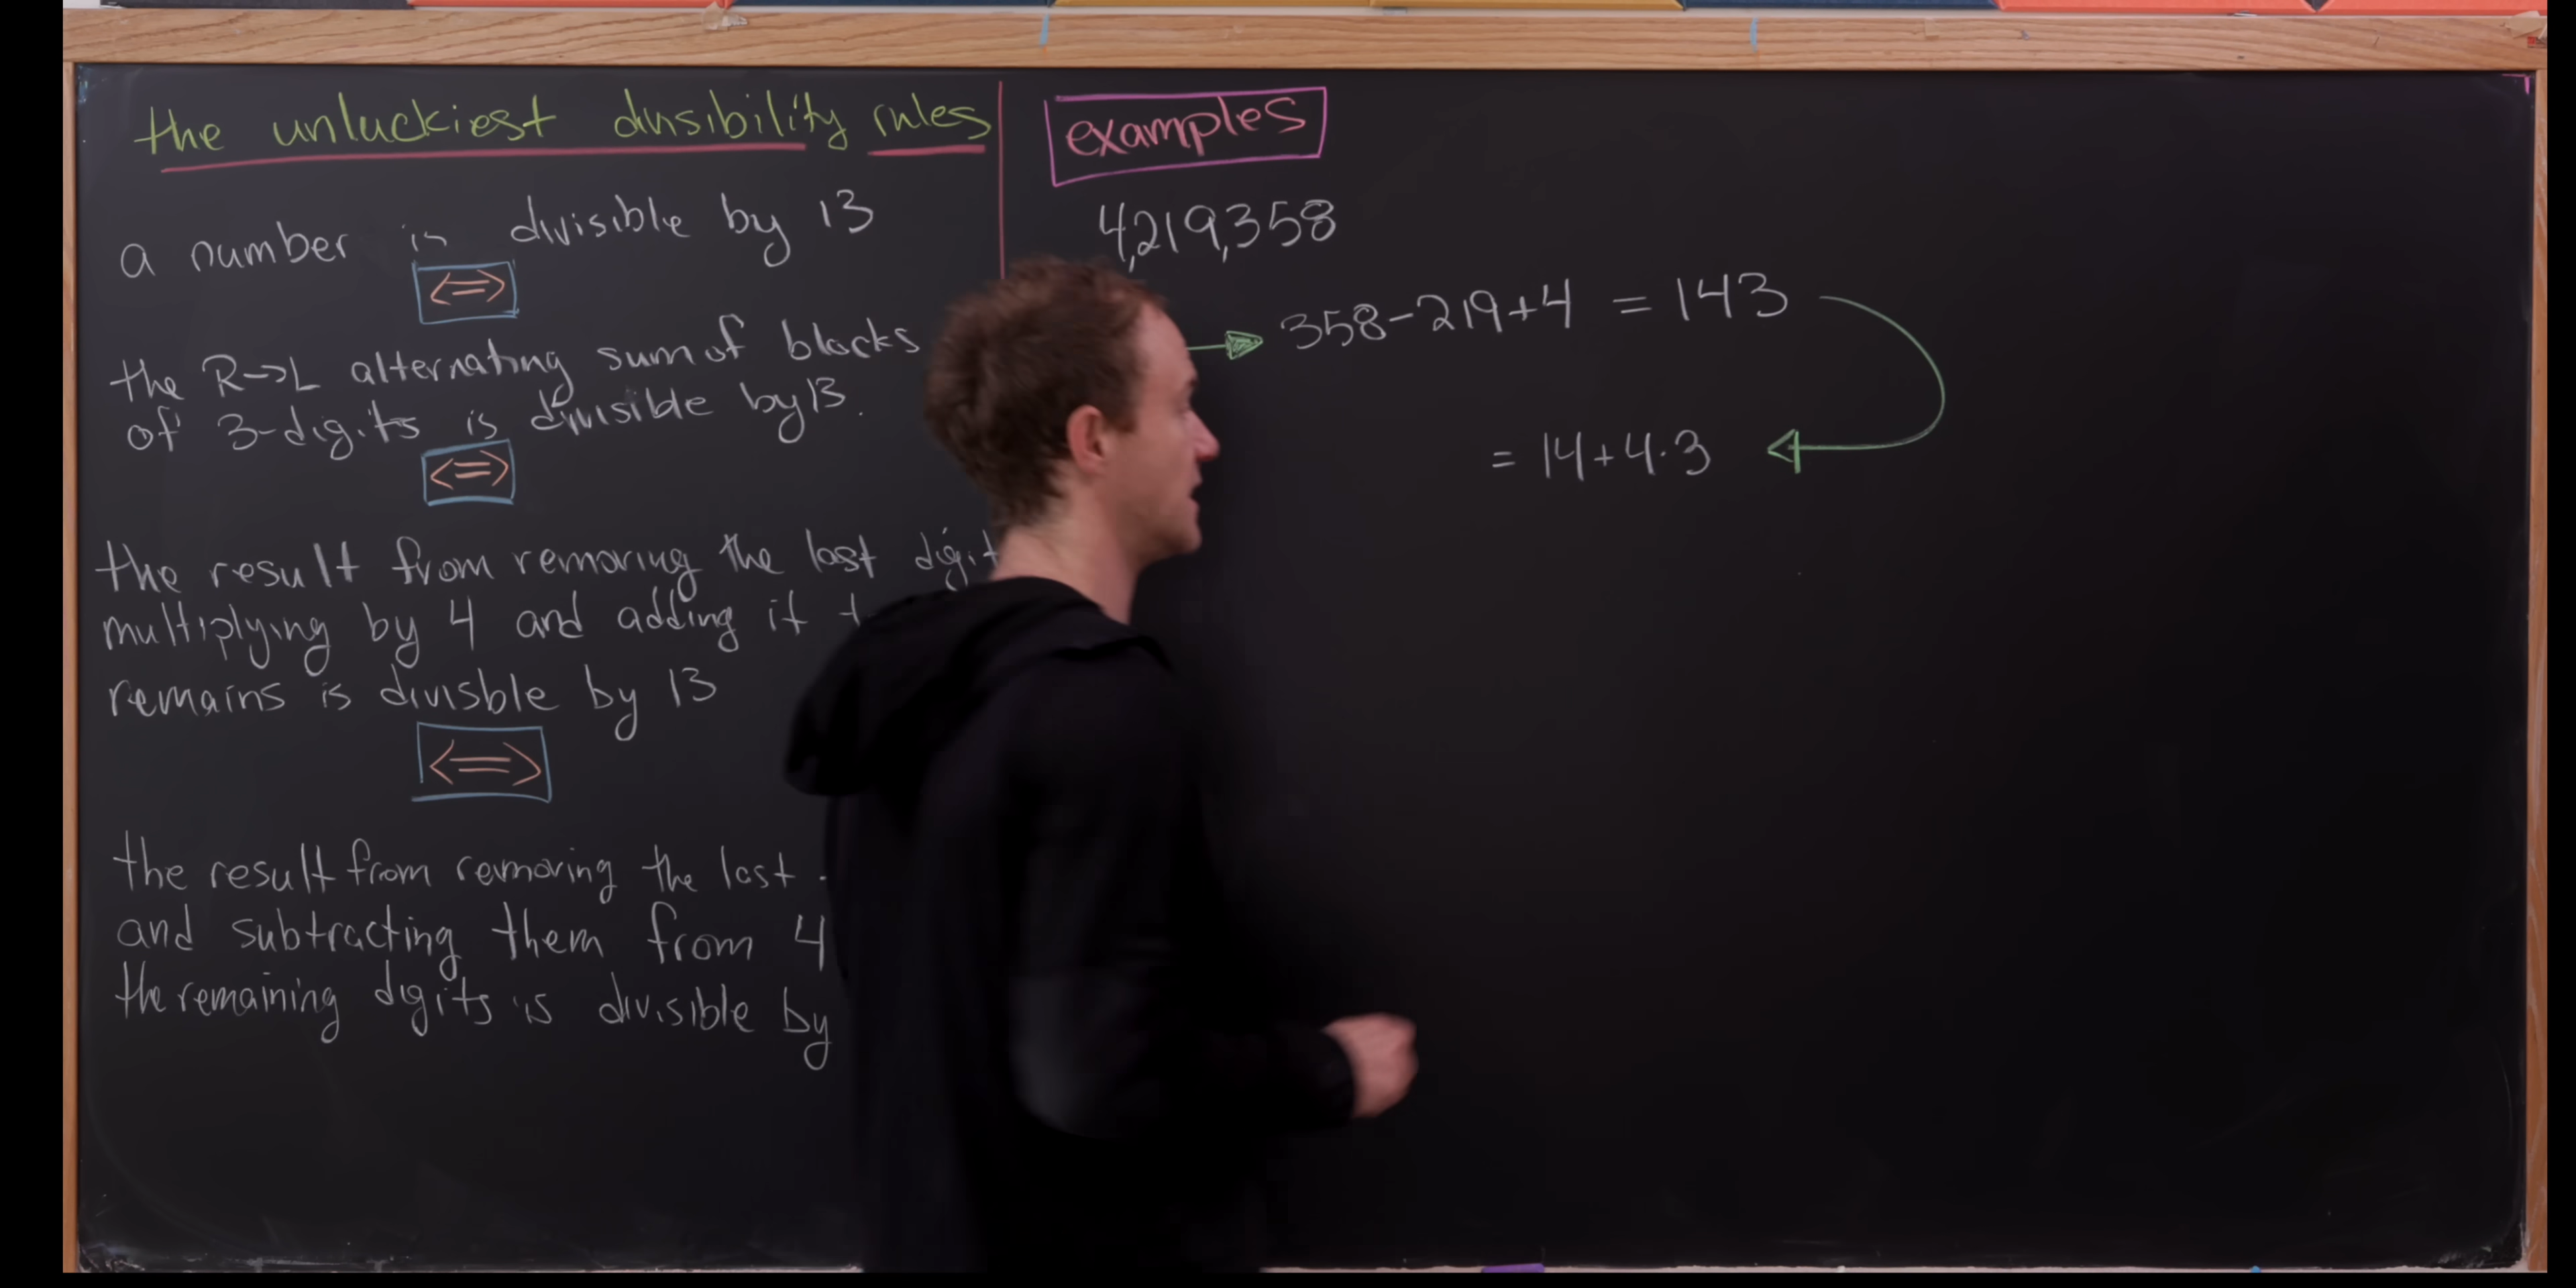 the unluckiest divisibility rules
a number is divisible by 13
<=>
the R->L alternating sum of blocks
of 3-digits is divisible by 13.
<=>
the result from removing the last digit
multiplying by 4 and adding it
remains is divisble by 13
<=>
the result from removing the last
and subtracting them from 4
the remaining digits is divisible by
examples
4,219,358
358-219+4 = 143
= 14+4·3